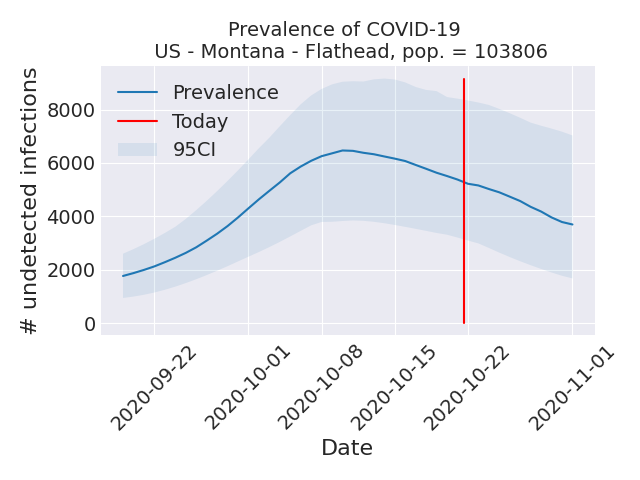 Prevalence of COVID-19
US - Montana - Flathead, pop. = 103806
# undetected infections
8000
6000
4000
2000
0
Prevalence
Today
95CI
2020-09-22
2020-10-01
2020-10-08
2020-10-15
2020-10-22
2020-11-01
Date